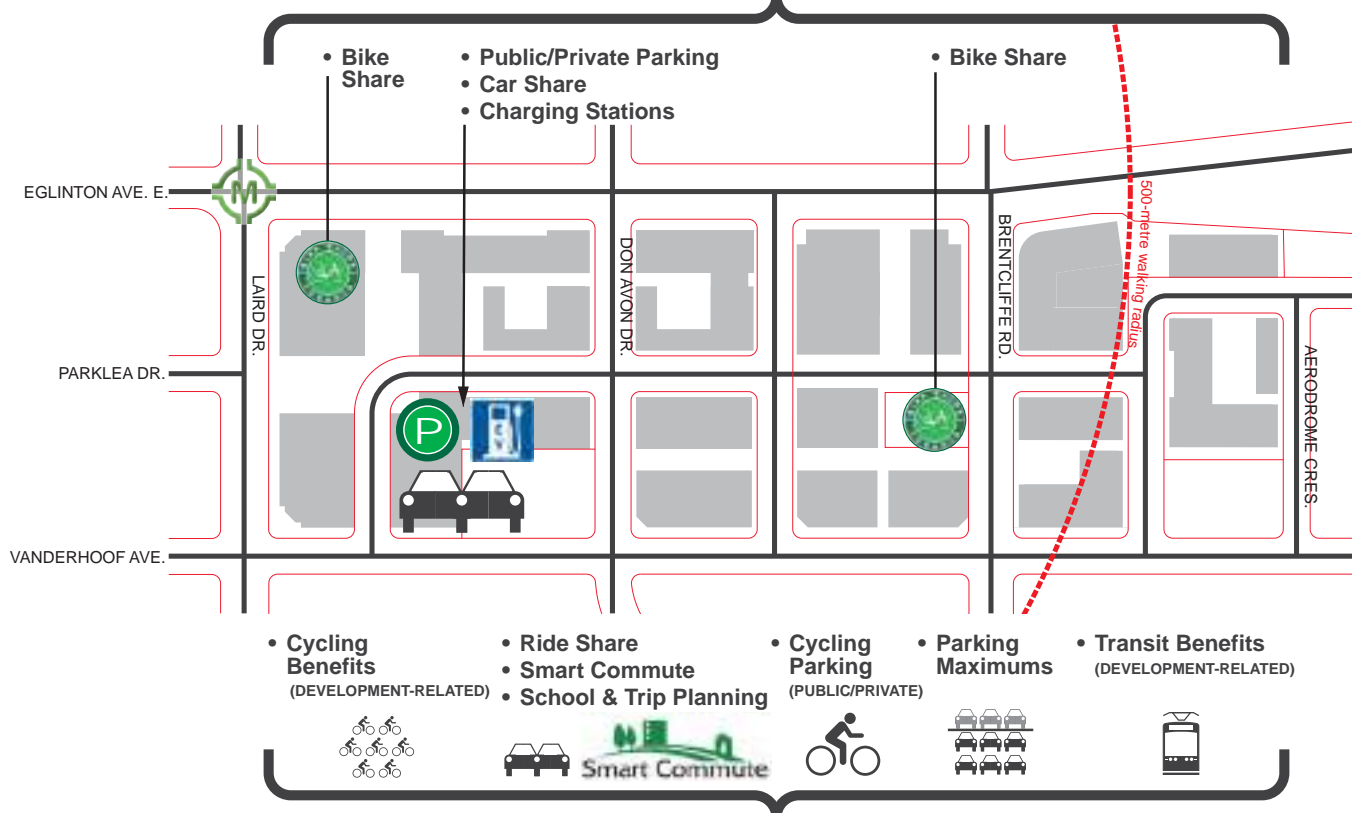 • Bike
Share
• Public/Private Parking
• Car Share
• Charging Stations
• Bike Share
EGLINTON AVE. E.
M
500-metre walking radius
LAIRD DR.
DON AVON DR.
BRENTCLIFFE RD.
PARKLEA DR.
AERODROME CRES.
P
VANDERHOOF AVE.
• Cycling
Benefits
(DEVELOPMENT-RELATED)
• Ride Share
• Smart Commute
• School & Trip Planning
Smart Commute
• Cycling
Parking
(PUBLIC/PRIVATE)
• Parking
Maximums
• Transit Benefits
(DEVELOPMENT-RELATED)